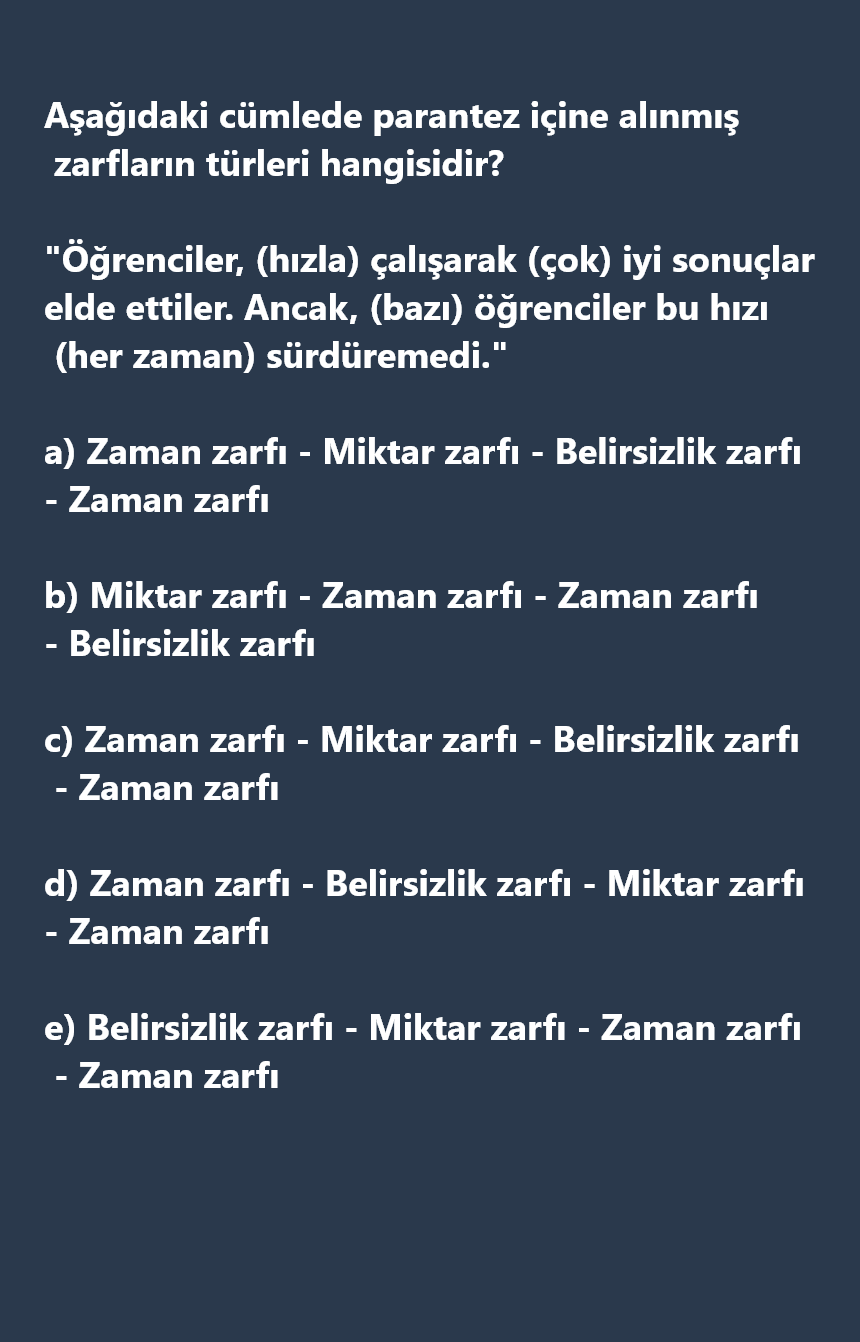 Aşağıdaki cümlede parantez içine alınmış
zarfların türleri hangisidir?
"Öğrenciler, (hızla) çalışarak (çok) iyi sonuçlar
elde ettiler. Ancak, (bazı) öğrenciler bu hızı
(her zaman) sürdüremedi."
a) Zaman zarfı - Miktar zarfı - Belirsizlik zarfı
- Zaman zarfı
b) Miktar zarfı - Zaman zarfı - Zaman zarfı
- Belirsizlik zarfı
c) Zaman zarfı - Miktar zarfı - Belirsizlik zarfı
- Zaman zarfı
d) Zaman zarfı - Belirsizlik zarfı - Miktar zarfı
- Zaman zarfı
e) Belirsizlik zarfı - Miktar zarfı - Zaman zarfı
- Zaman zarfı